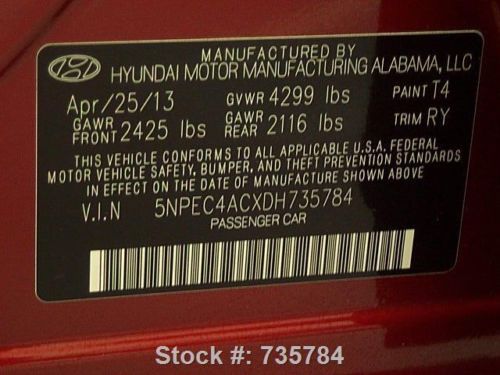 MANUFACTURED BY
HYUNDAI MOTOR MANUFACTURING ALABAMA, LLC
Apr/25/13 GVWR 4299 lbs PAINT T4
GAWR FRONT 2425 lbs GAWR REAR 2116 lbs TRIM RY
THIS VEHICLE CONFORMS TO ALL APPLICABLE U.S.A FEDERAL
MOTOR VEHICLE SAFETY, BUMPER, AND THEFT PREVENTION STANDARDS
IN EFFECT ON THE DATE OF MANUFACTURE SHOWN ABOVE.
V.I.N 5NPEC4ACXDH735784
PASSENGER CAR
Stock #: 735784